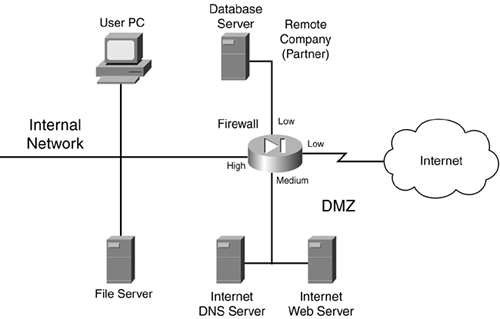 User PC
Database
Server
Remote
Company
(Partner)
Internal
Network
Firewall
Low
Low
High
Medium
Internet
DMZ
File Server
Internet
DNS Server
Internet
Web Server